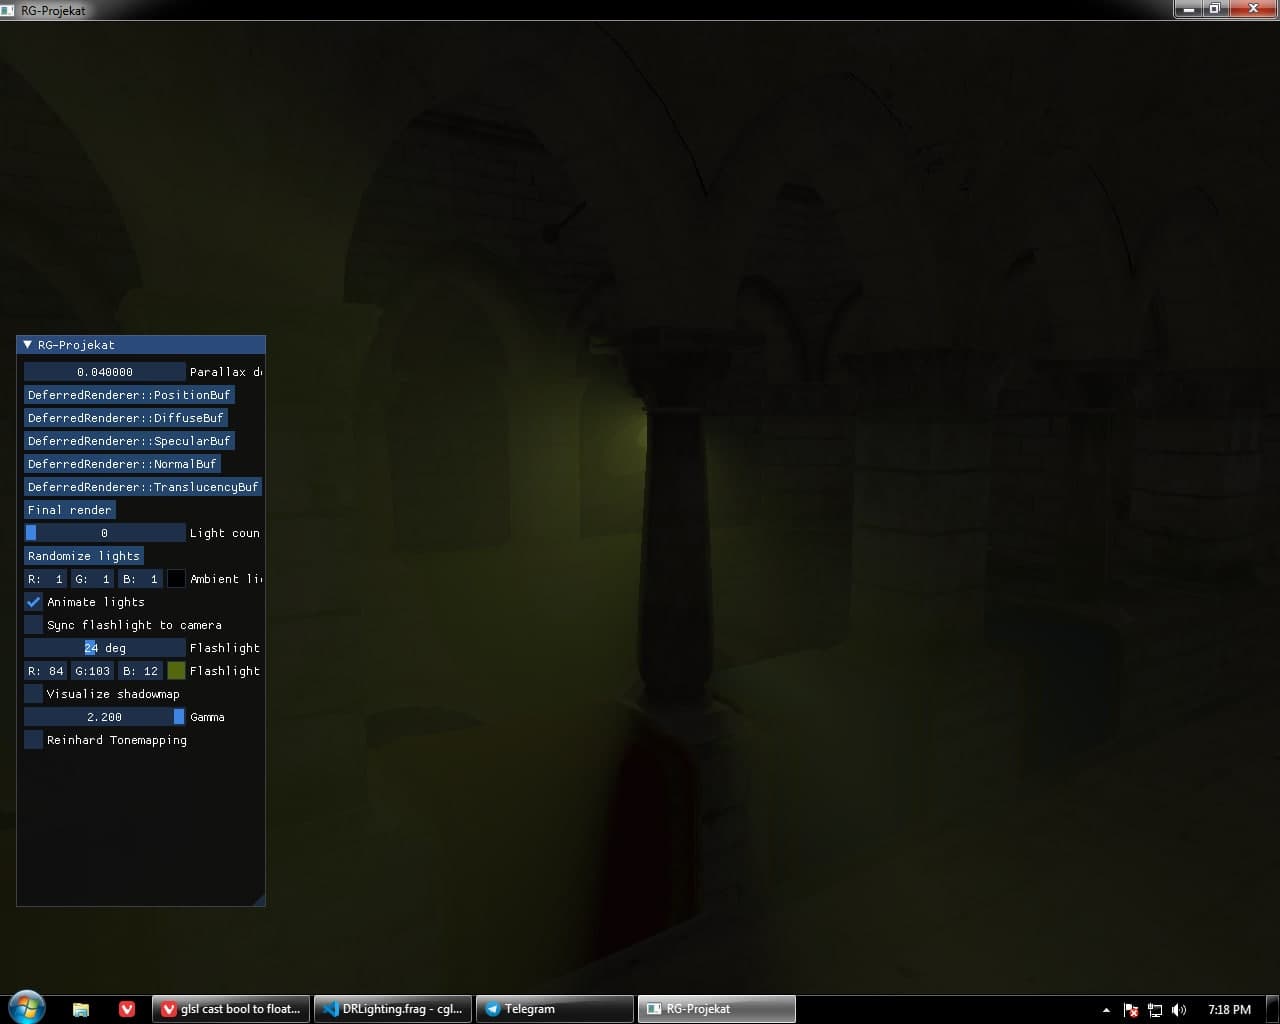 RG-Projekat
RG-Projekat
0.040000 Parallax d
DeferredRenderer::PositionBuf
DeferredRenderer::DiffuseBuf
DeferredRenderer::SpecularBuf
DeferredRenderer::NormalBuf
DeferredRenderer::TranslucencyBuf
Final render
0 Light coun
Randomize lights
R: 1 G: 1 B: 1 Ambient li
Animate lights
Sync flashlight to camera
24 deg Flashlight
R: 84 G:103 B: 12 Flashlight
Visualize shadowmap
2.200 Gamma
Reinhard Tonemapping
glsl cast bool to float... DRLighting.frag - cgl... Telegram RG-Projekat 7:18 PM